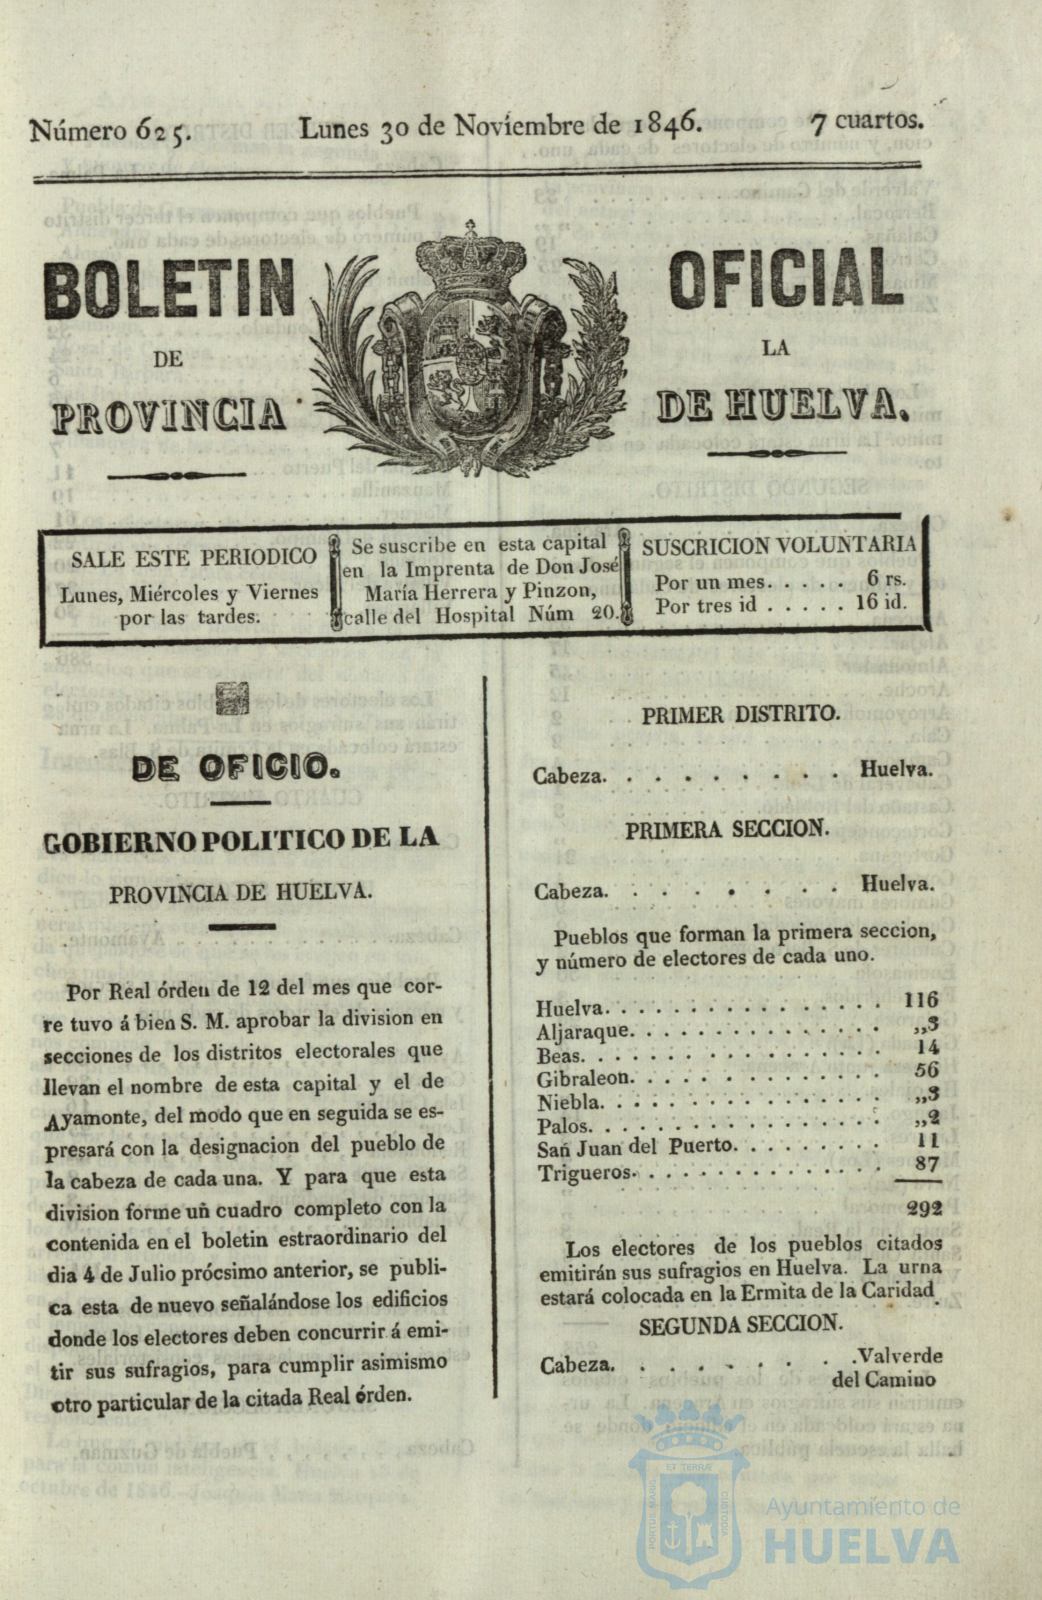 Número 625. Lunes 30 de Noviembre de 1846. 7 cuartos.
BOLETIN OFICIAL
DE LA
PROVINCIA DE HUELVA.
SALE ESTE PERIODICO
Lunes, Miércoles y Viernes
por las tardes.
Se suscribe en esta capital
en la Imprenta de Don José
María Herrera y Pinzon,
calle del Hospital Núm 20.
SUSCRICION VOLUNTARIA
Por un mes. . . . . 6 rs.
Por tres id . . . . . 16 id.
DE OFICIO.
GOBIERNO POLITICO DE LA
PROVINCIA DE HUELVA.
Por Real órden de 12 del mes que cor-
re tuvo á bien S. M. aprobar la division en
secciones de los distritos electorales que
llevan el nombre de esta capital y el de
Ayamonte, del modo que en seguida se es-
presará con la designacion del pueblo de
la cabeza de cada una. Y para que esta
division forme un cuadro completo con la
contenida en el boletin estraordinario del
dia 4 de Julio prócsimo anterior, se publi-
ca esta de nuevo señalándose los edificios
donde los electores deben concurrir á emi-
tir sus sufragios, para cumplir asimismo
otro particular de la citada Real órden.
PRIMER DISTRITO.
Cabeza. . . . . . . . . . Huelva.
PRIMERA SECCION.
Cabeza. . . . . . . . . Huelva.
Pueblos que forman la primera seccion,
y número de electores de cada uno.
Huelva. . . . . . . . . . . . . . . . 116
Aljaraque. . . . . . . . . . . . . . ,,3
Beas. . . . . . . . . . . . . . . . . 14
Gibraleon. . . . . . . . . . . . . . 56
Niebla. . . . . . . . . . . . . . . . ,,3
Palos. . . . . . . . . . . . . . . . . ,,2
San Juan del Puerto. . . . . . . . . 11
Trigueros. . . . . . . . . . . . . . 87
292
Los electores de los pueblos citados
emitirán sus sufragios en Huelva. La urna
estará colocada en la Ermita de la Caridad.
SEGUNDA SECCION.
Cabeza. . . . . . . . . .Valverde
del Camino
PORTUS MARIS ET TERRÆ CUSTODIA
Ayuntamiento de
HUELVA